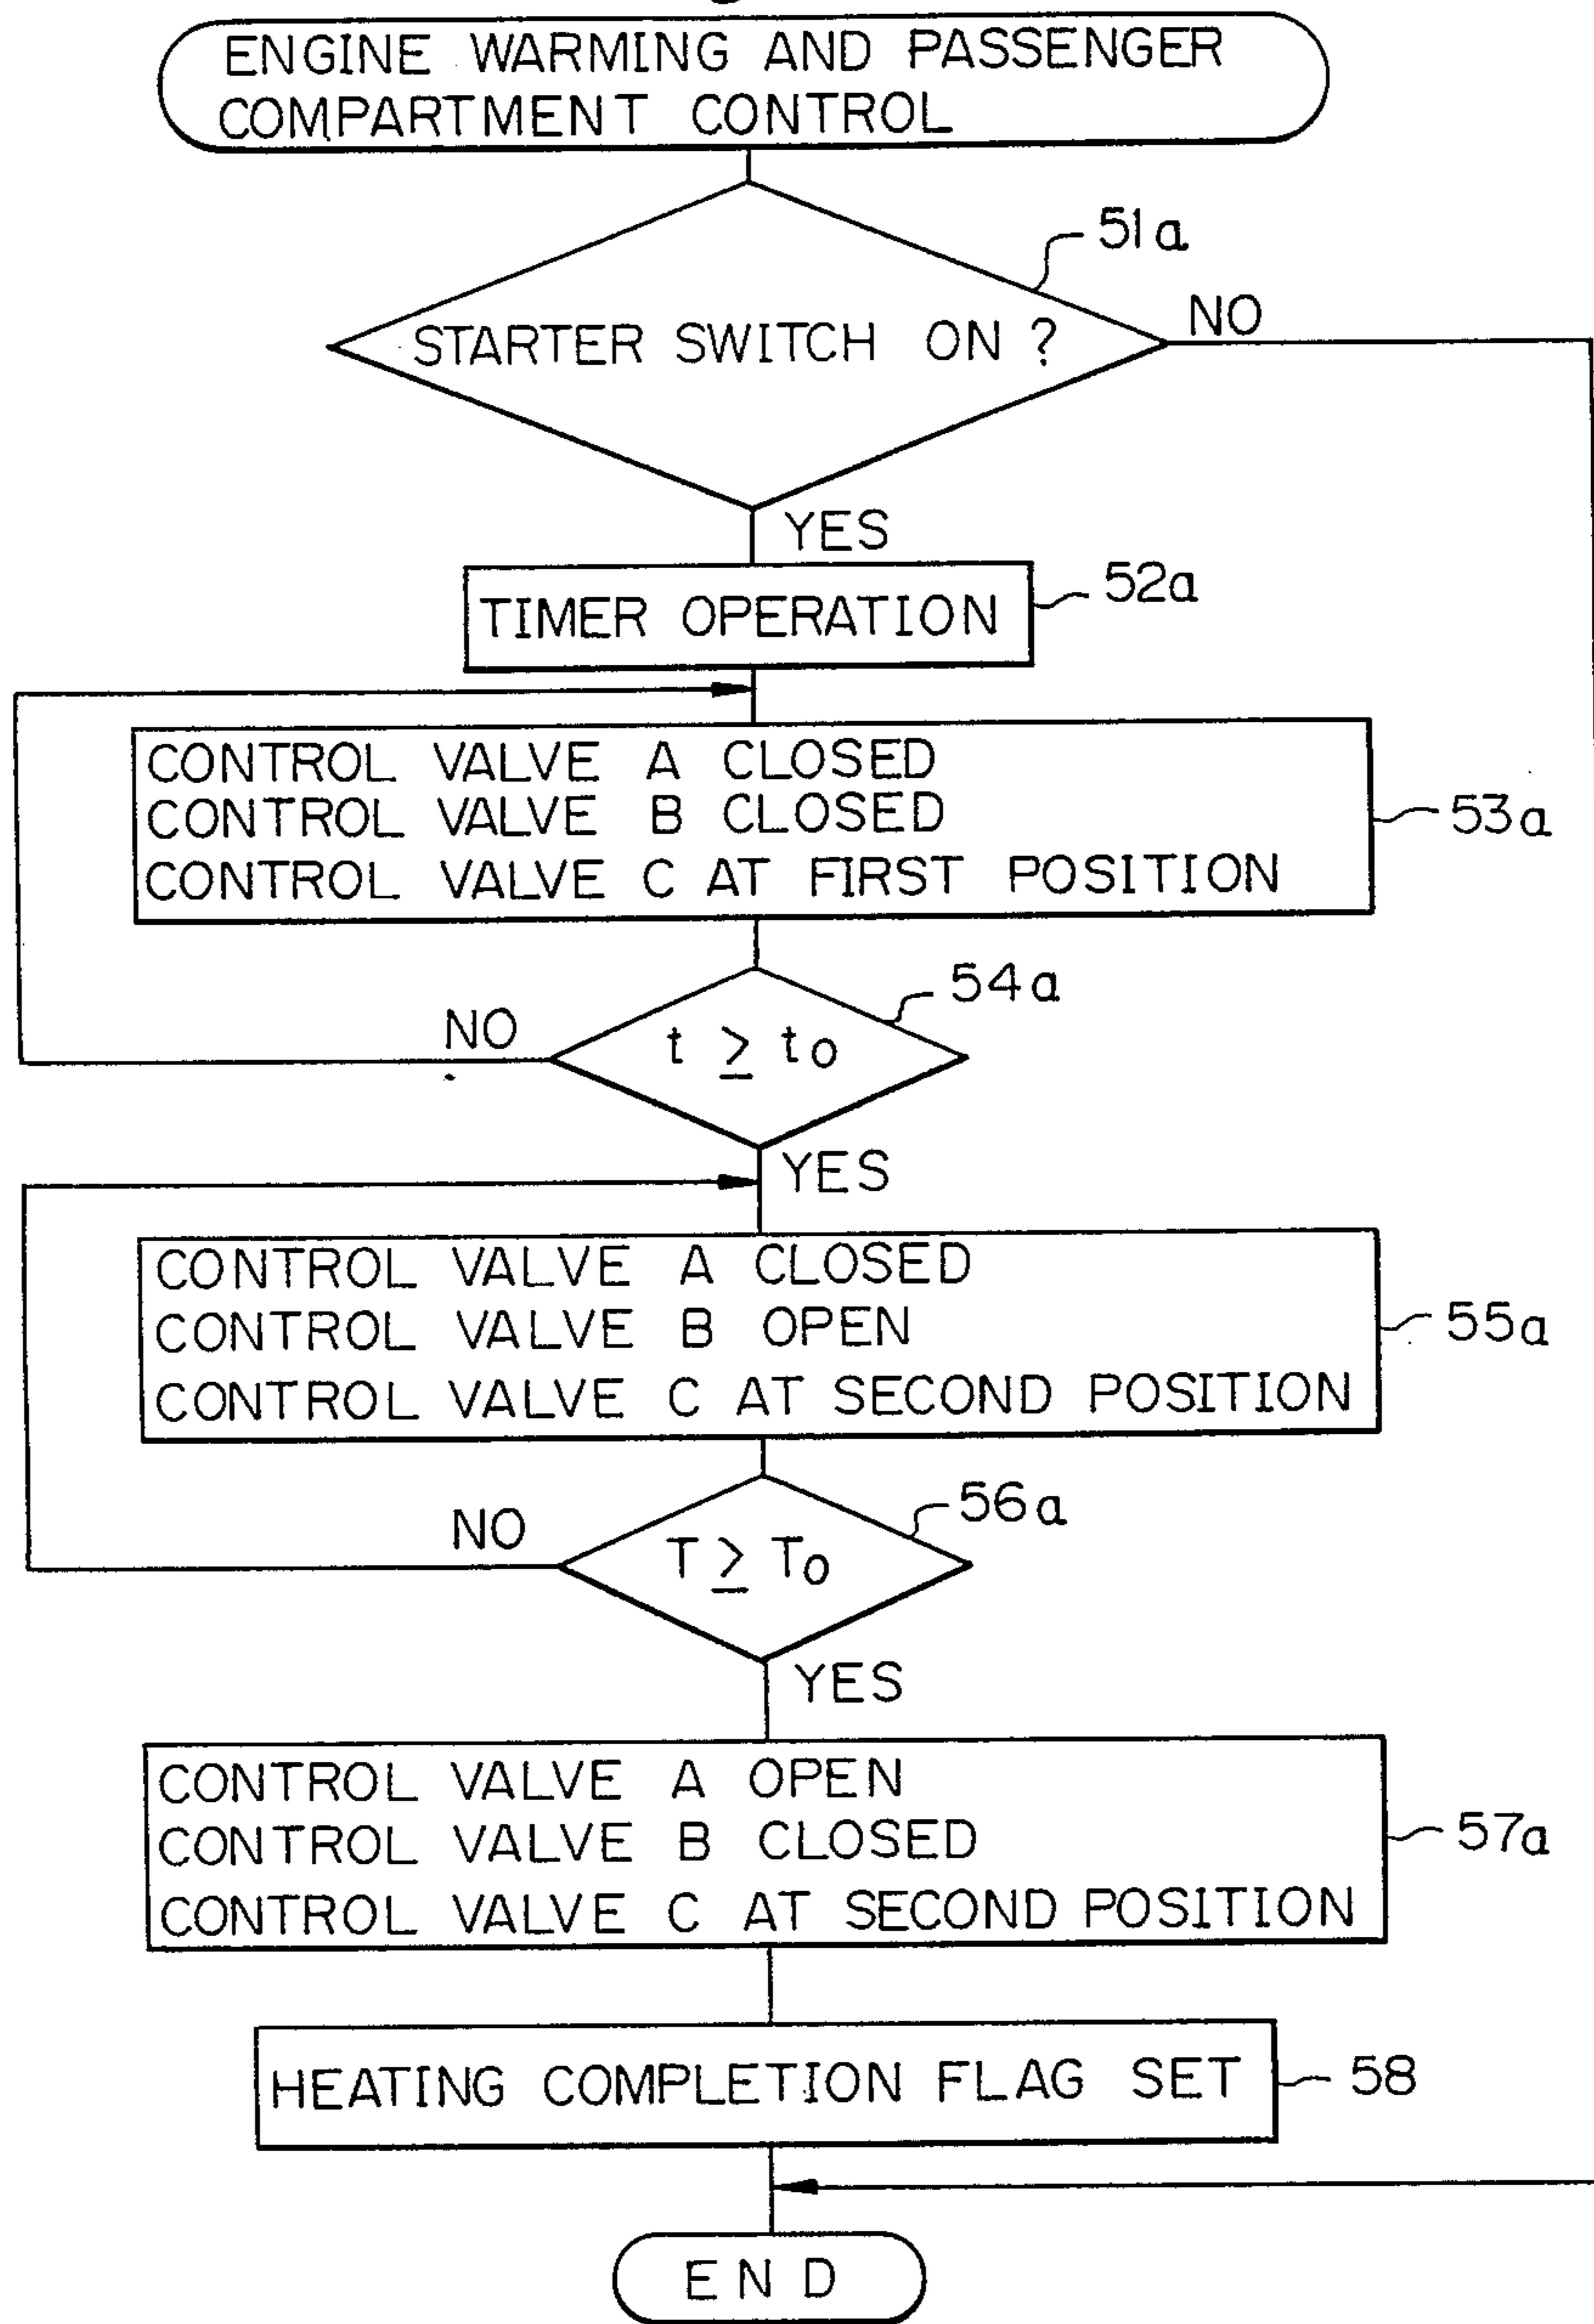 ENGINE WARMING AND PASSENGER
COMPARTMENT CONTROL
51a
STARTER SWITCH ON ?
NO
YES
TIMER OPERATION
52a
CONTROL VALVE A CLOSED
CONTROL VALVE B CLOSED
CONTROL VALVE C AT FIRST POSITION
53a
54a
NO
t ≥ to
YES
CONTROL VALVE A CLOSED
CONTROL VALVE B OPEN
CONTROL VALVE C AT SECOND POSITION
55a
56a
NO
T ≥ To
YES
CONTROL VALVE A OPEN
CONTROL VALVE B CLOSED
CONTROL VALVE C AT SECOND POSITION
57a
HEATING COMPLETION FLAG SET
58
END